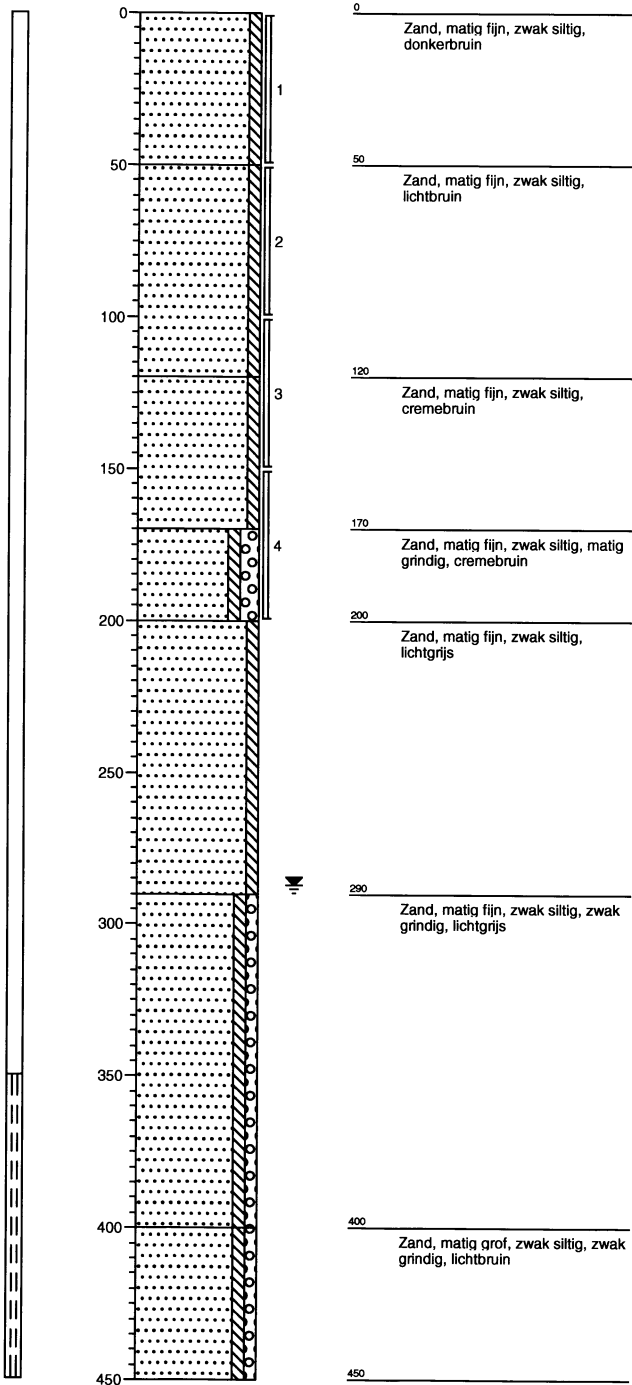 0
50
100
150
200
250
300
350
400
450
1
2
3
4
0
Zand, matig fijn, zwak siltig,
donkerbruin
50
Zand, matig fijn, zwak siltig,
lichtbruin
120
Zand, matig fijn, zwak siltig,
cremebruin
170
Zand, matig fijn, zwak siltig, matig
grindig, cremebruin
200
Zand, matig fijn, zwak siltig,
lichtgrijs
290
Zand, matig fijn, zwak siltig, zwak
grindig, lichtgrijs
400
Zand, matig grof, zwak siltig, zwak
grindig, lichtbruin
450